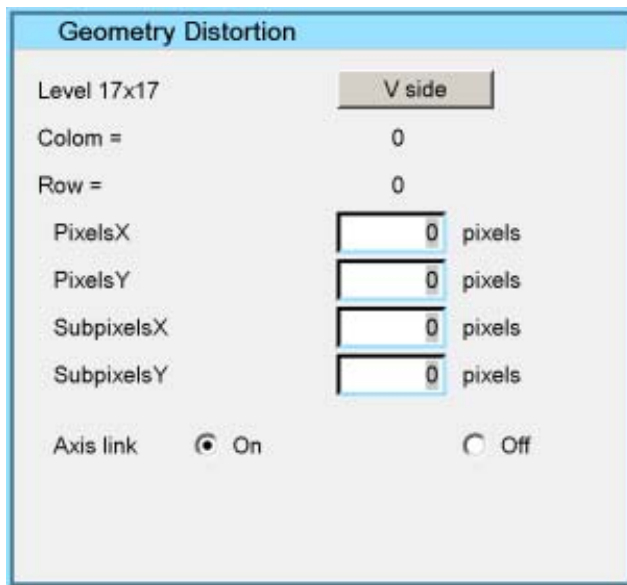 Geometry Distortion
Level 17x17 V side
Colom = 0
Row = 0
PixelsX 0 pixels
PixelsY 0 pixels
SubpixelsX 0 pixels
SubpixelsY 0 pixels
Axis link On Off